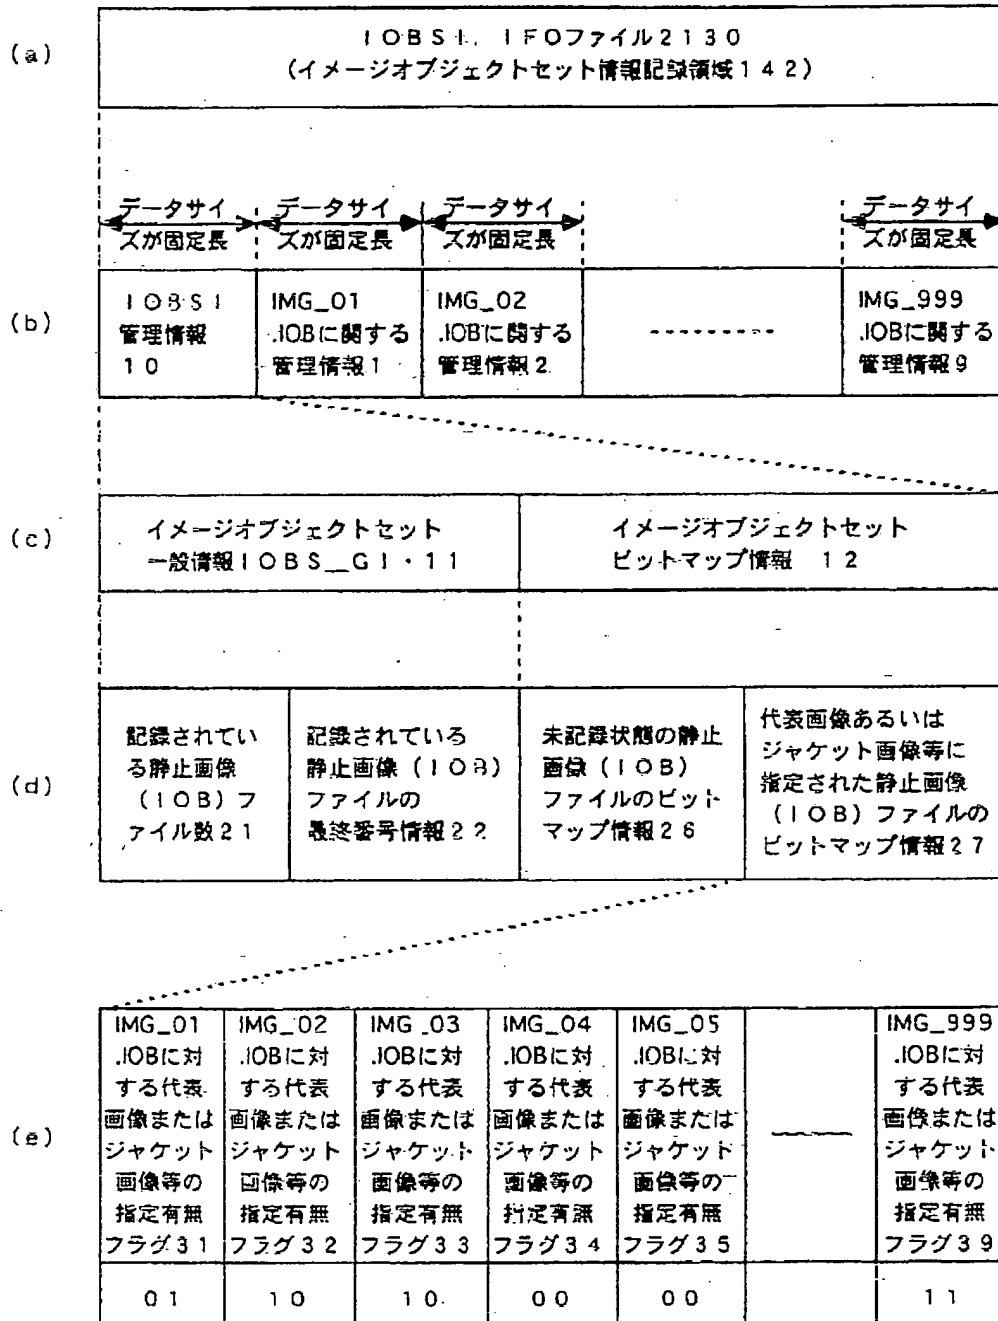 (a)
IOBSI. IFOファイル2130
(イメージオブジェクトセット情報記録領域142)
データサイ
ズが固定長
データサイ
ズが固定長
データサイ
ズが固定長
データサイ
ズが固定長
(b)
IOBSI
管理情報
10
IMG_01
.IOBに関する
管理情報1
IMG_02
.IOBに関する
管理情報2
IMG_999
.IOBに関する
管理情報9
(c)
イメージオブジェクトセット
一般情報IOBS_GI・11
イメージオブジェクトセット
ビットマップ情報 12
(d)
記録されてい
る静止画像
(IOB)フ
ァイル数21
記録されている
静止画像(IOB)
ファイルの
最終番号情報22
未記録状態の静止
画像(IOB)
ファイルのビット
マップ情報26
代表画像あるいは
ジャケット画像等に
指定された静止画像
(IOB)ファイルの
ビットマップ情報27
(e)
IMG_01
.IOBに対
する代表
画像または
ジャケット
画像等の
指定有無
フラグ31
01
IMG_02
.IOBに対
する代表
画像または
ジャケット
画像等の
指定有無
フラグ32
10
IMG_03
.IOBに対
する代表
画像または
ジャケット
画像等の
指定有無
フラグ33
10
IMG_04
.IOBに対
する代表
画像または
ジャケット
画像等の
指定有無
フラグ34
00
IMG_05
.IOBに対
する代表
画像または
ジャケット
画像等の
指定有無
フラグ35
00
IMG_999
.IOBに対
する代表
画像または
ジャケット
画像等の
指定有無
フラグ39
11